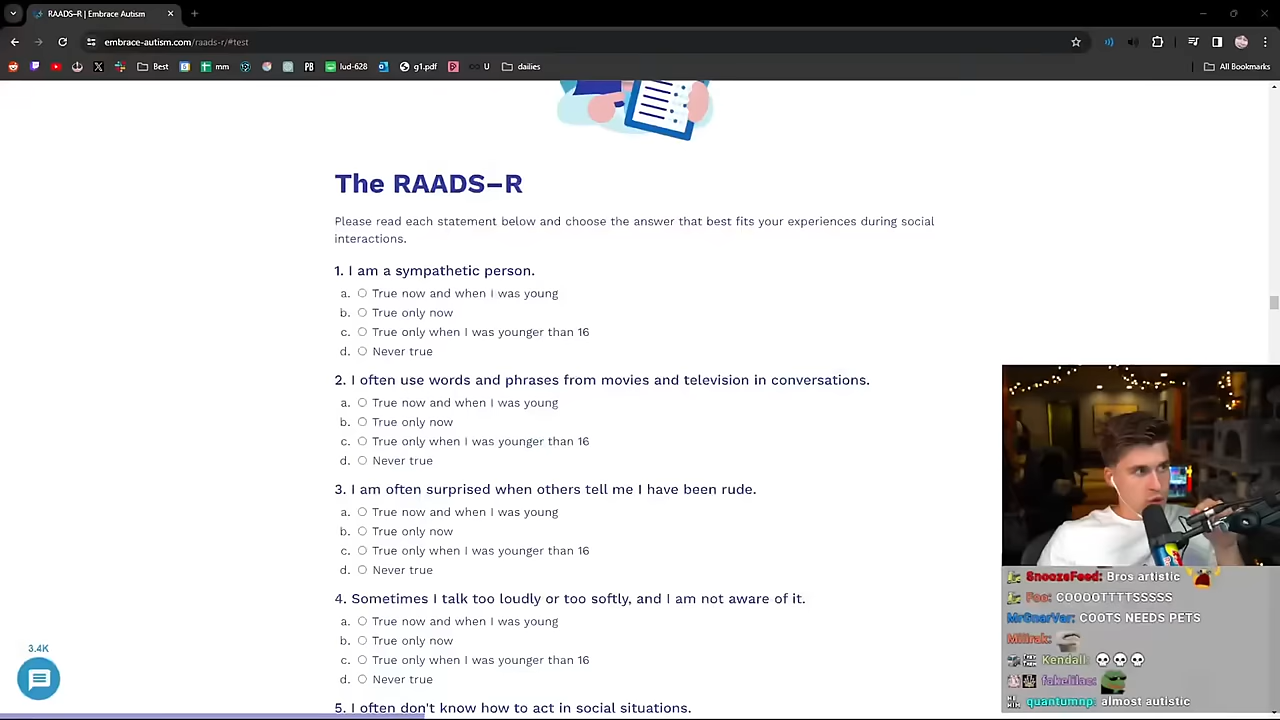 RAADS–R | Embrace Autism
embrace-autism.com/raads-r/#test
Best
mm
lud-628
g1.pdf
U
dailies
All Bookmarks
The RAADS–R
Please read each statement below and choose the answer that best fits your experiences during social
interactions.
1. I am a sympathetic person.
a. True now and when I was young
b. True only now
c. True only when I was younger than 16
d. Never true
2. I often use words and phrases from movies and television in conversations.
a. True now and when I was young
b. True only now
c. True only when I was younger than 16
d. Never true
3. I am often surprised when others tell me I have been rude.
a. True now and when I was young
b. True only now
c. True only when I was younger than 16
d. Never true
4. Sometimes I talk too loudly or too softly, and I am not aware of it.
a. True now and when I was young
b. True only now
c. True only when I was younger than 16
d. Never true
5. I often don't know how to act in social situations.
3.4K
SnoozeFeed: Bros artistic
Foo: COOOOTTTTSSSSS
MrGnarVar: COOTS NEEDS PETS
Millrak:
Kendall:
fakelilac:
quantumnp: almost autistic